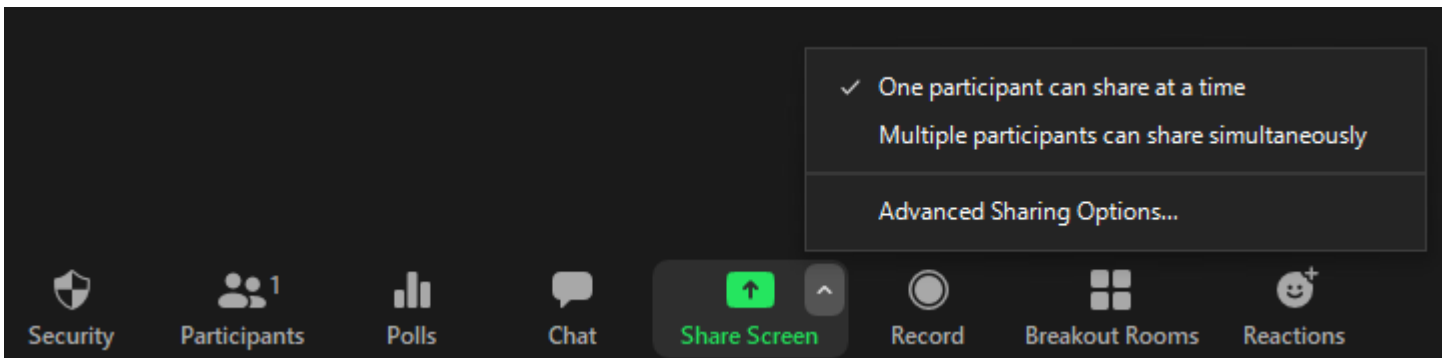 One participant can share at a time
Multiple participants can share simultaneously
Advanced Sharing Options...
1
Security
Participants
Polls
Chat
Share Screen
Record
Breakout Rooms
Reactions